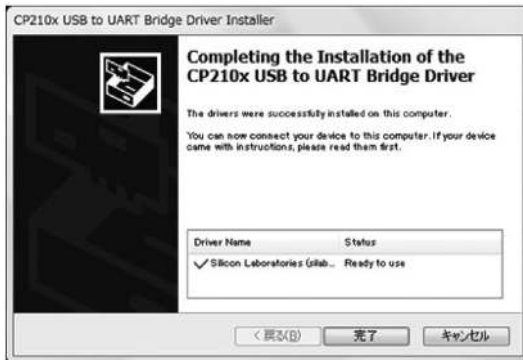 CP210x USB to UART Bridge Driver Installer
Completing the Installation of the
CP210x USB to UART Bridge Driver
The drivers were successfully installed on this computer.
You can now connect your device to this computer. If your device
came with instructions, please read them first.
Driver Name Status
Silicon Laboratories (silab... Ready to use
< 戻る(B) 完了 キャンセル